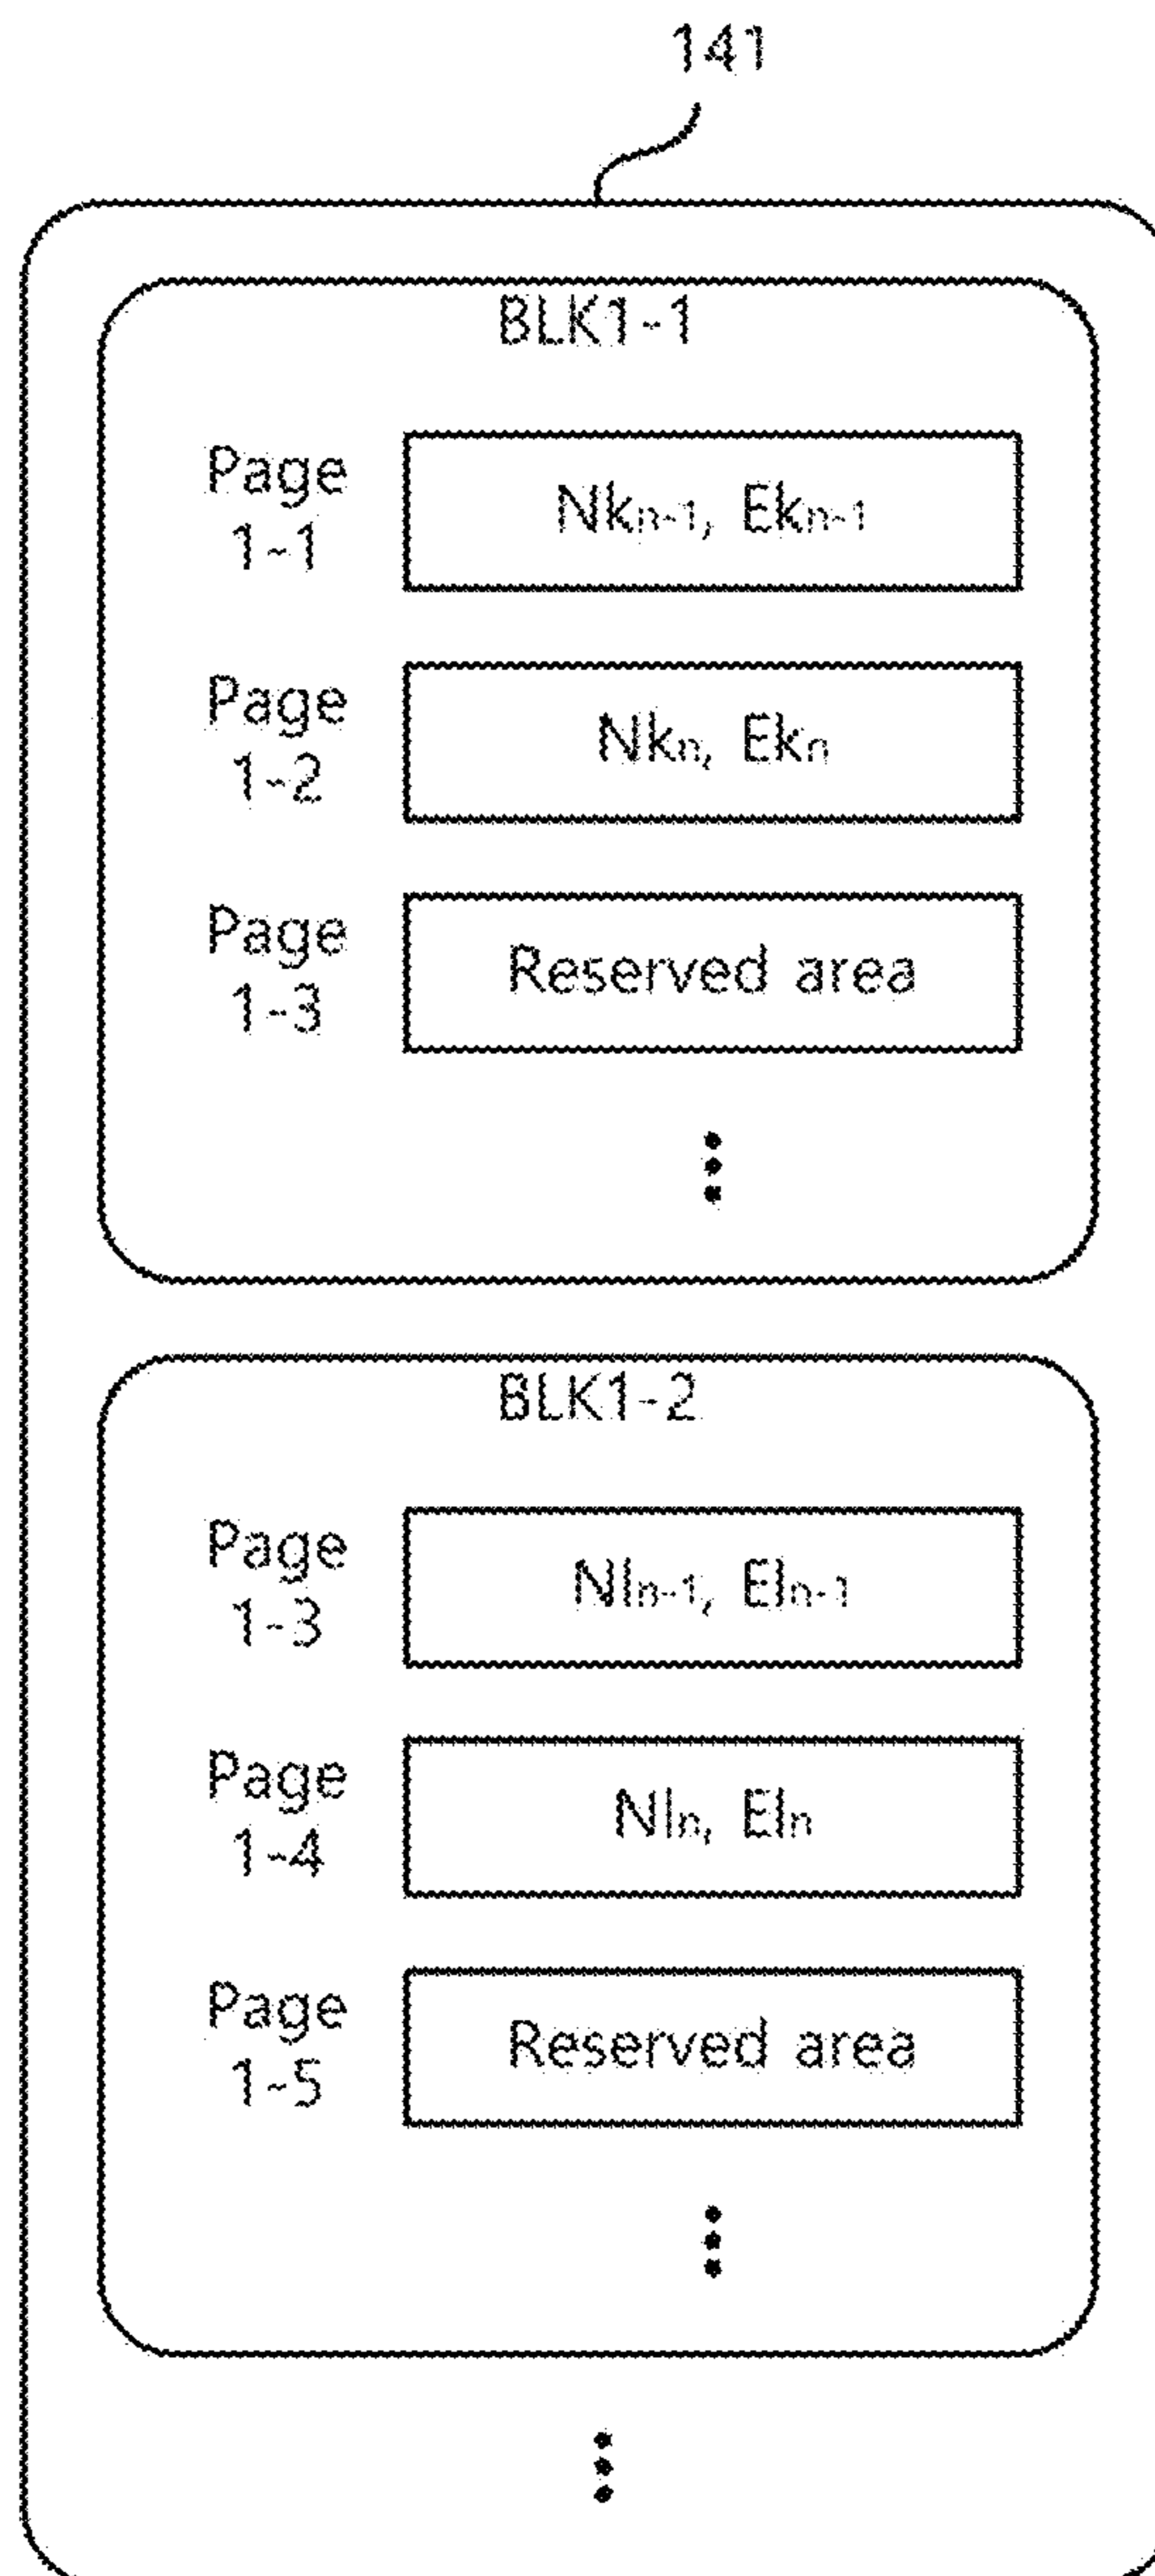 141
BLK1-1
Page
1-1
Nkn-1, Ekn-1
Page
1-2
Nkn, Ekn
Page
1-3
Reserved area
BLK1-2
Page
1-3
Nln-1, Eln-1
Page
1-4
Nln, Eln
Page
1-5
Reserved area